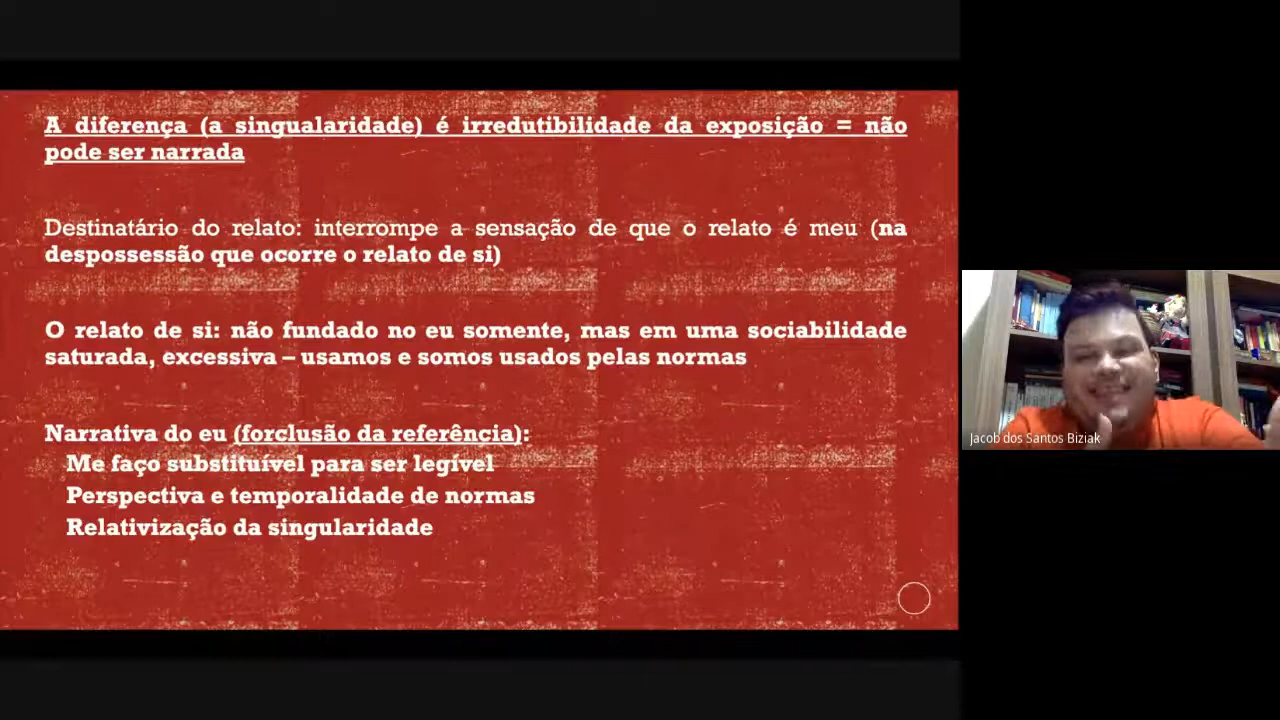 A diferença (a singualaridade) é irredutibilidade da exposição = não
pode ser narrada
Destinatário do relato: interrompe a sensação de que o relato é meu (na
despossessão que ocorre o relato de si)
O relato de si: não fundado no eu somente, mas em uma sociabilidade
saturada, excessiva – usamos e somos usados pelas normas
Narrativa do eu (forclusão da referência):
Me faço substituível para ser legível
Perspectiva e temporalidade de normas
Relativização da singularidade
Jacob dos Santos Biziak